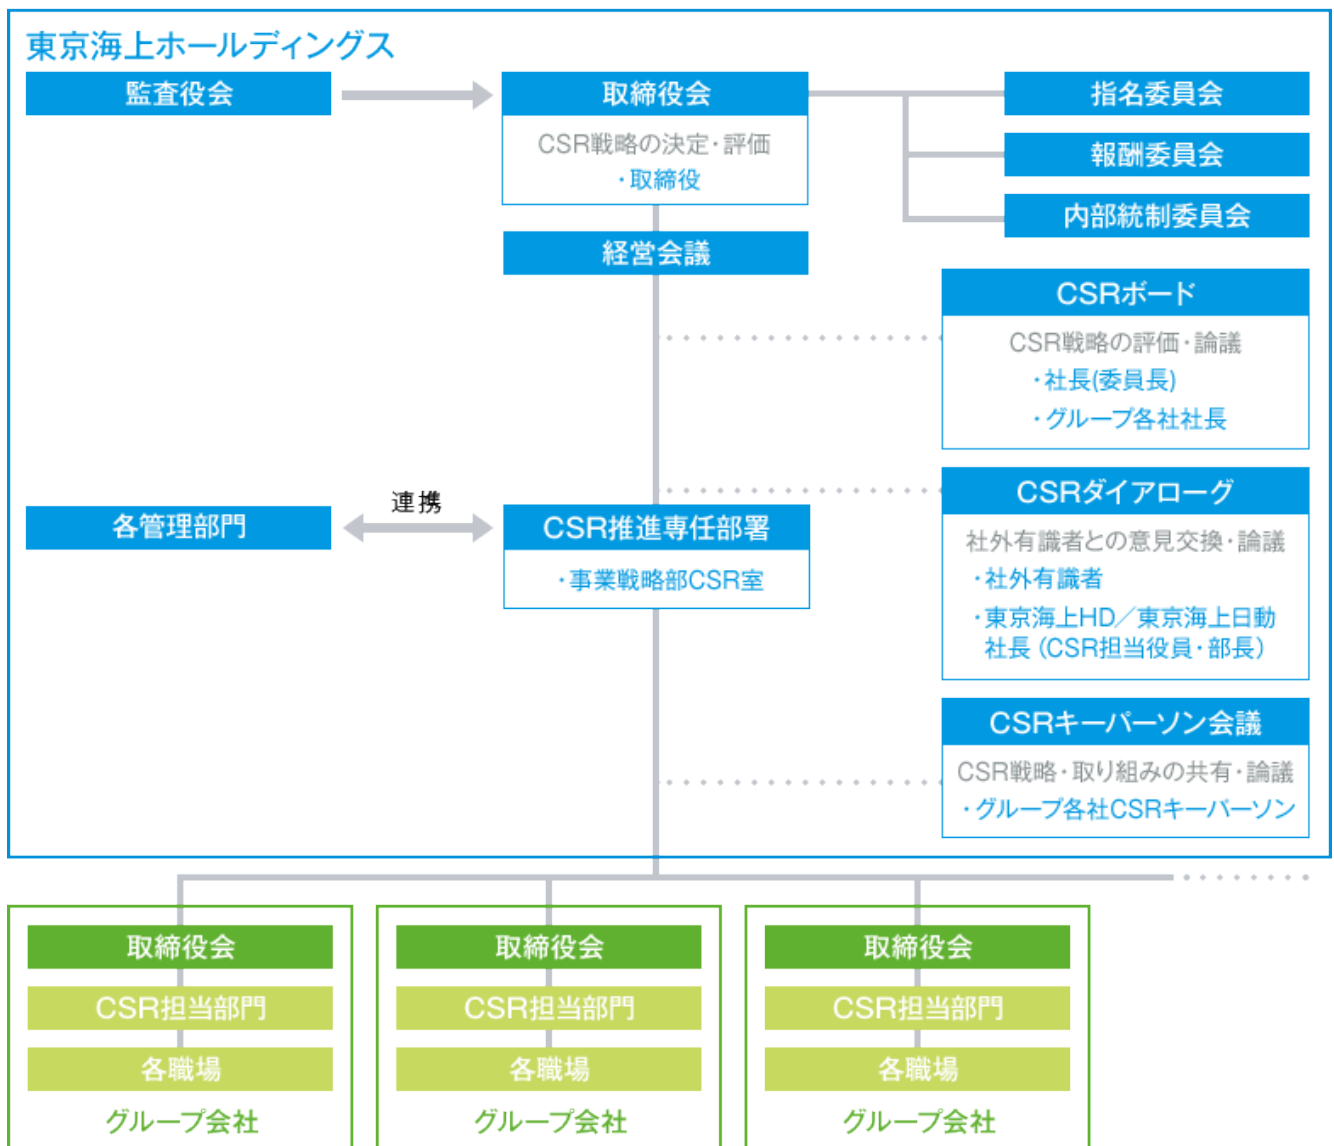 東京海上ホールディングス
監査役会
取締役会
CSR戦略の決定・評価
・取締役
指名委員会
報酬委員会
内部統制委員会
経営会議
CSRボード
CSR戦略の評価・論議
・社長(委員長)
・グループ各社社長
各管理部門
連携
CSR推進専任部署
・事業戦略部CSR室
CSRダイアローグ
社外有識者との意見交換・論議
・社外有識者
・東京海上HD／東京海上日動
社長（CSR担当役員・部長）
CSRキーパーソン会議
CSR戦略・取り組みの共有・論議
・グループ各社CSRキーパーソン
取締役会
CSR担当部門
各職場
グループ会社
取締役会
CSR担当部門
各職場
グループ会社
取締役会
CSR担当部門
各職場
グループ会社